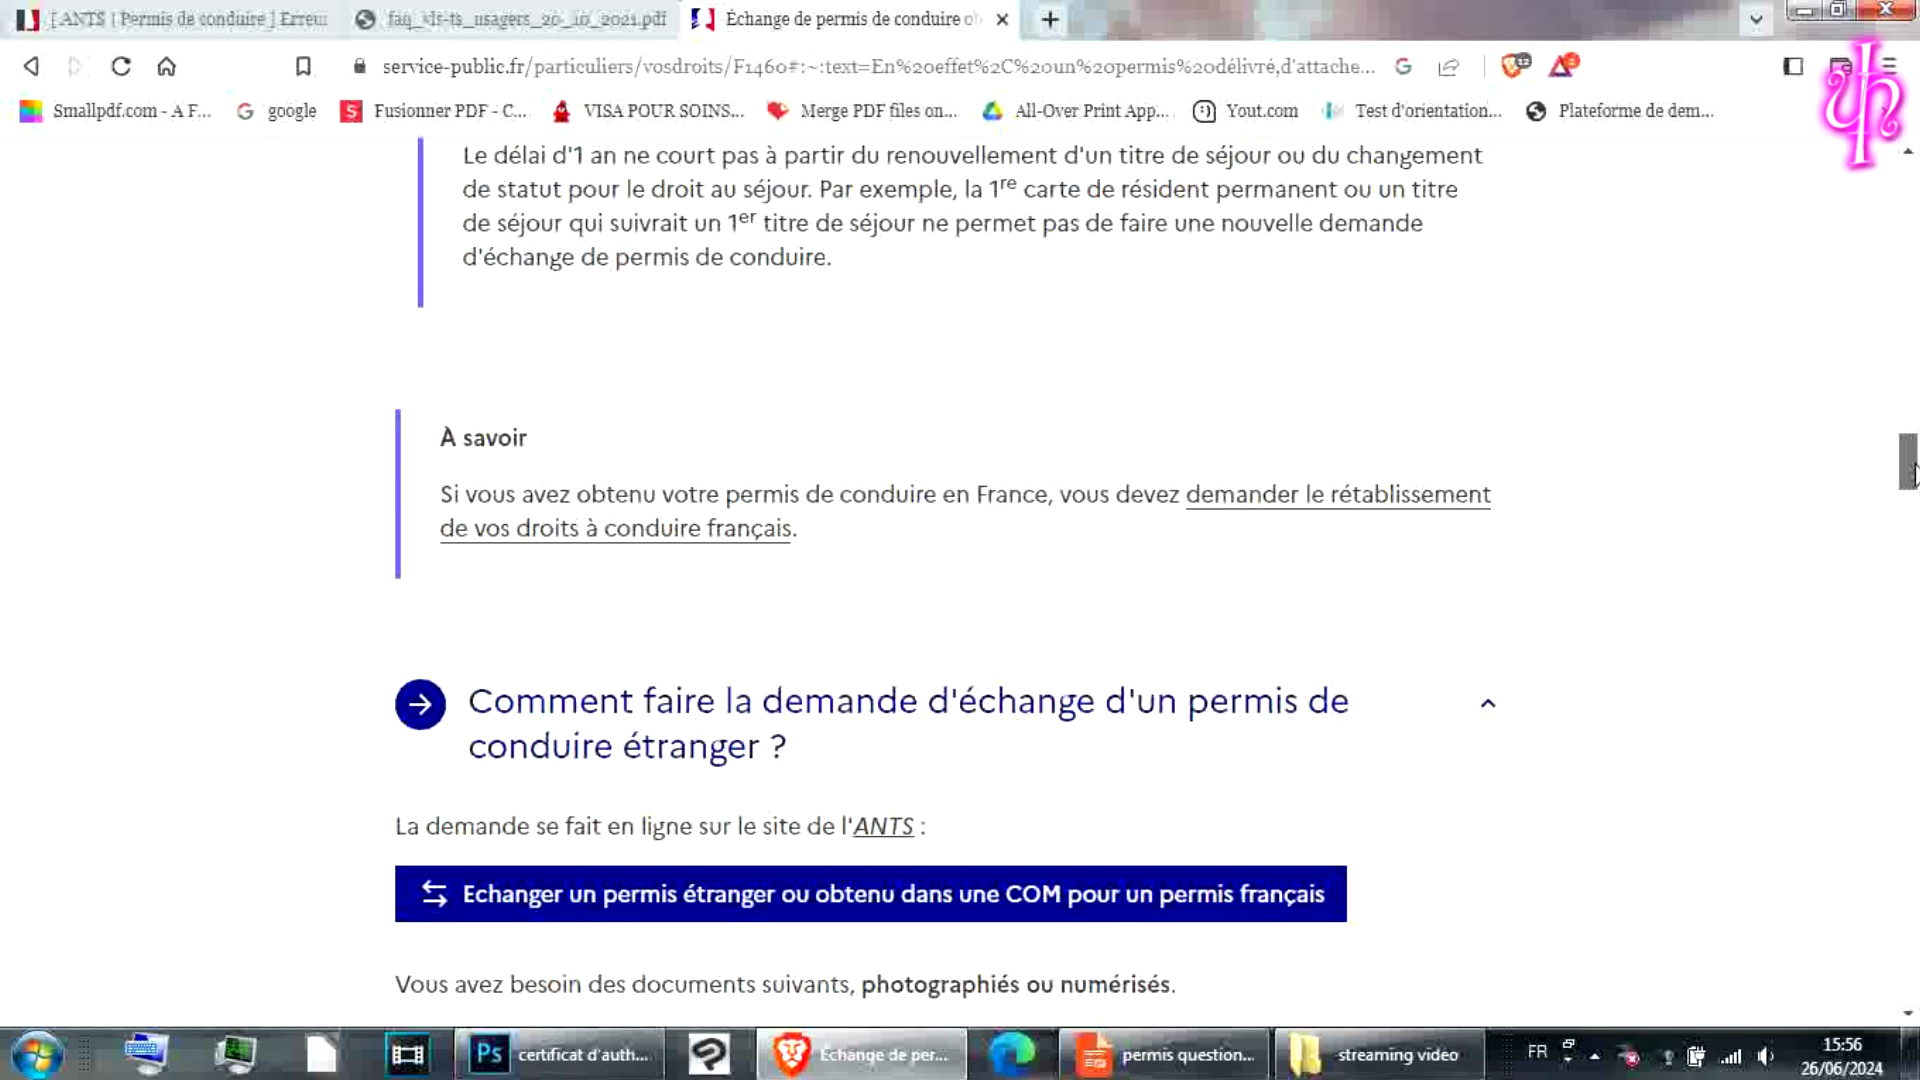 [ ANTS | Permis de conduire ] Erreur
faq_vls-ts_usagers_20_10_2021.pdf
Échange de permis de conduire
service-public.fr/particuliers/vosdroits/F1460#:~:text=En%20effet%2C%20un%20permis%20délivré,d'attache...
Smallpdf.com - A F...
google
Fusionner PDF - C...
VISA POUR SOINS...
Merge PDF files on...
All-Over Print App...
Yout.com
Test d'orientation...
Plateforme de dem...
Le délai d'1 an ne court pas à partir du renouvellement d'un titre de séjour ou du changement
de statut pour le droit au séjour. Par exemple, la 1re carte de résident permanent ou un titre
de séjour qui suivrait un 1er titre de séjour ne permet pas de faire une nouvelle demande
d'échange de permis de conduire.
À savoir
Si vous avez obtenu votre permis de conduire en France, vous devez demander le rétablissement
de vos droits à conduire français.
Comment faire la demande d'échange d'un permis de
conduire étranger ?
La demande se fait en ligne sur le site de l'ANTS :
Echanger un permis étranger ou obtenu dans une COM pour un permis français
Vous avez besoin des documents suivants, photographiés ou numérisés.
Ps
certificat d'auth...
Échange de per...
permis question...
streaming video
FR
15:56
26/06/2024